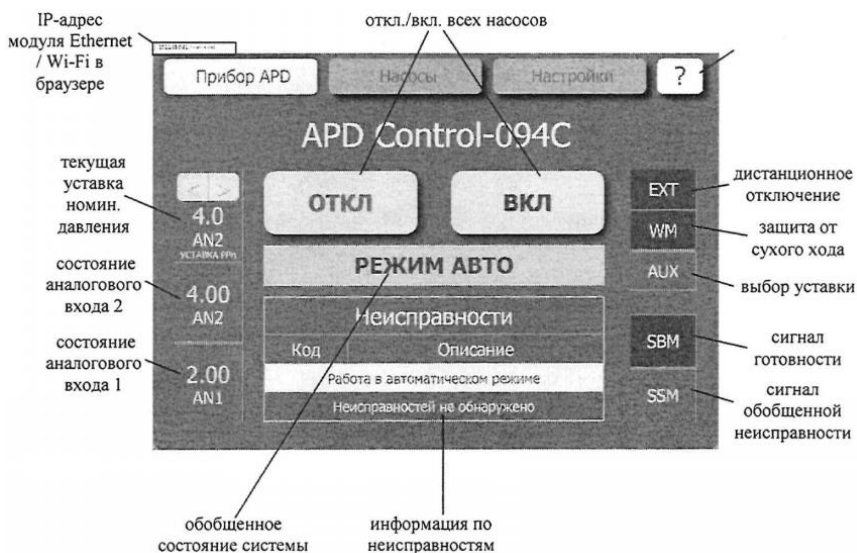 IP-адрес
модуля Ethernet
/ Wi-Fi в
браузере
откл./вкл. всех насосов
Прибор APD
Насосы
Настройки
?
APD Control-094C
текущая
уставка
номин.
давления
< >
4.0
AN2
УСТАВКА РРп
ОТКЛ
ВКЛ
EXT
дистанционное
отключение
WM
защита от
сухого хода
РЕЖИМ АВТО
AUX
выбор уставки
состояние
аналогового
входа 2
4.00
AN2
Неисправности
Код Описание
SBM
сигнал
готовности
состояние
аналогового
входа 1
2.00
AN1
Работа в автоматическом режиме
Неисправностей не обнаружено
SSM
сигнал
обобщенной
неисправности
обобщенное
состояние системы
информация по
неисправностям